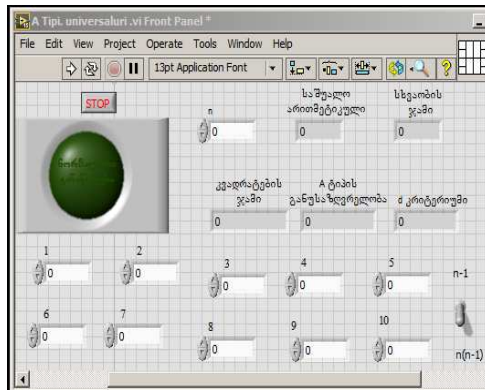 A Tipi. universaluri .vi Front Panel *
File Edit View Project Operate Tools Window Help
13pt Application Font
STOP
n
0
საშუალო
არითმეტიკული
0
სხვაობის
ჯამი
0
კვადრატების
ჯამი
0
A ტიპის
განუსაზღვრელობა
0
d კრიტერიუმი
0
1
0
2
0
3
0
4
0
5
0
n-1
6
0
7
0
8
0
9
0
10
0
n(n-1)